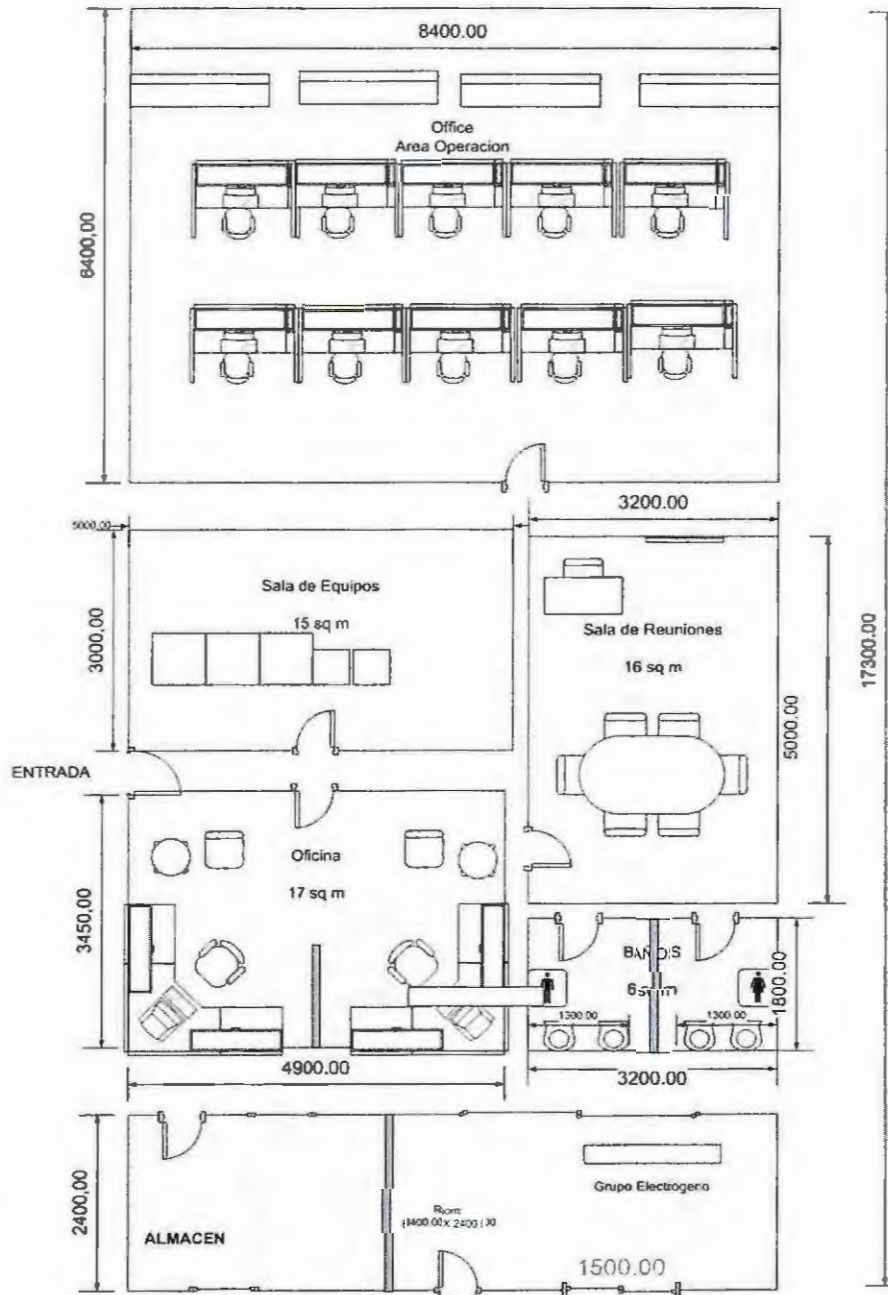 8400.00
Office
Area Operacion
6400,00
17300.00
5000,00
3200.00
Sala de Equipos
15 sq m
3000,00
Sala de Reuniones
16 sq m
5000.00
ENTRADA
Oficina
17 sq m
3450,00
BAÑOS
1800.00
1300.00
1300.00
4900.00
3200.00
2400,00
Grupo Electrogeno
ALMACEN
1500.00